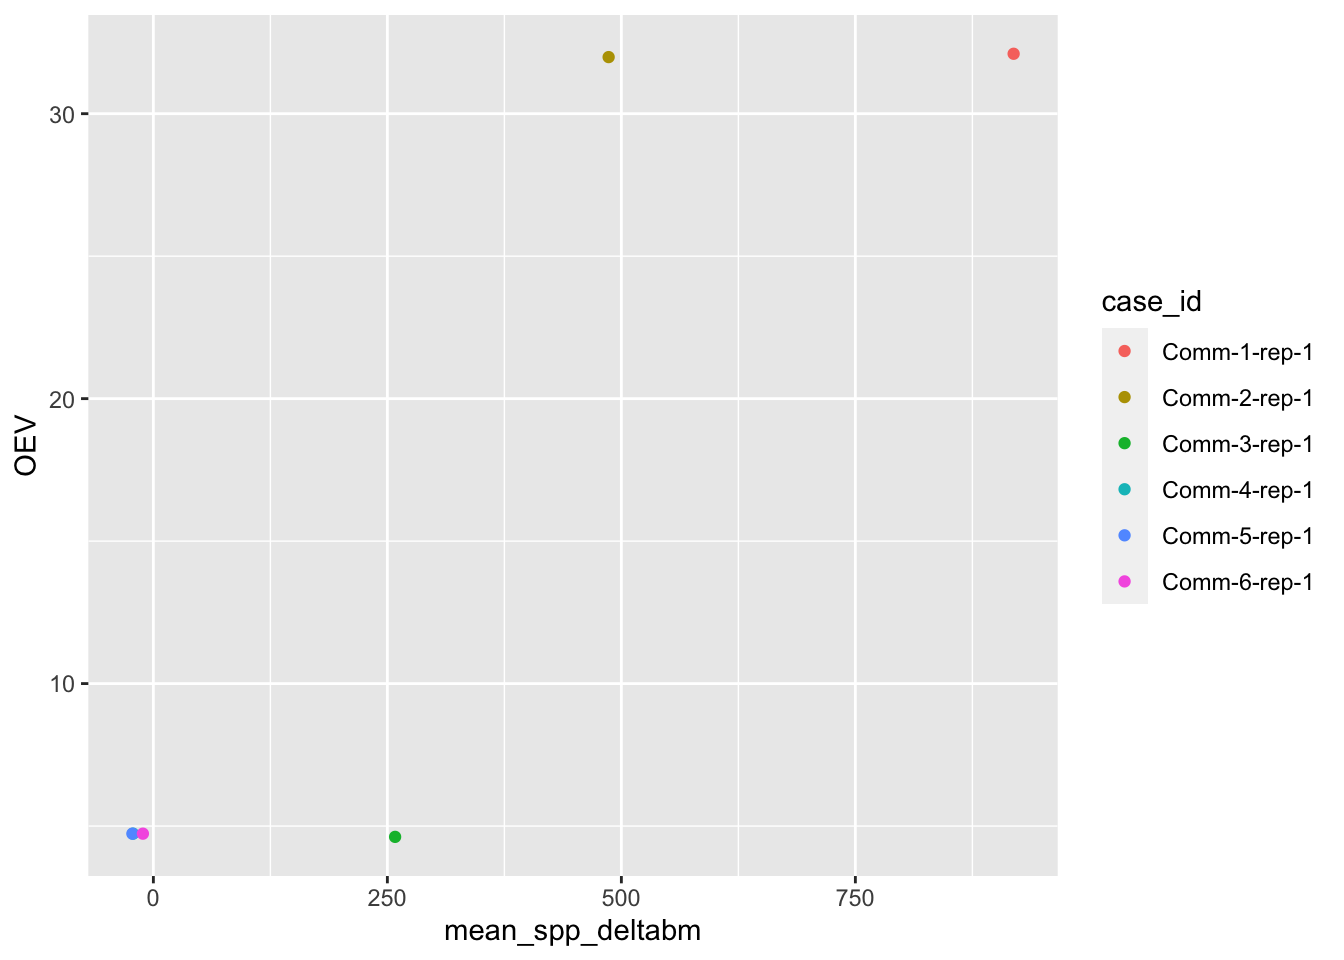 30
20
10
OEV
0 250 500 750
mean_spp_deltabm
case_id
Comm-1-rep-1
Comm-2-rep-1
Comm-3-rep-1
Comm-4-rep-1
Comm-5-rep-1
Comm-6-rep-1